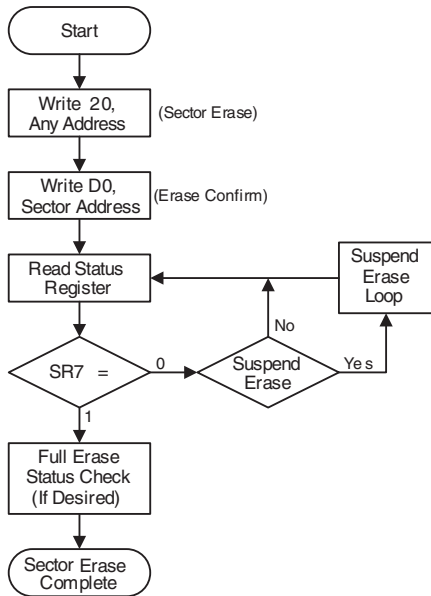 Start
Write 20,
Any Address
(Sector Erase)
Write D0,
Sector Address
(Erase Confirm)
Read Status
Register
Suspend
Erase
Loop
No
SR7 =
0
Suspend
Erase
Yes
1
Full Erase
Status Check
(If Desired)
Sector Erase
Complete